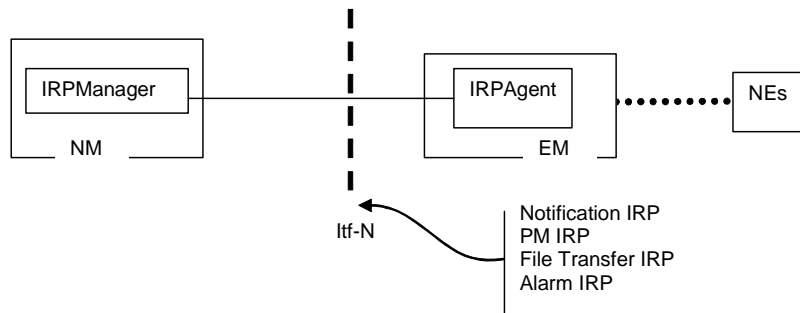 IRPManager
NM
IRPAgent
EM
NEs
Itf-N
Notification IRP
PM IRP
File Transfer IRP
Alarm IRP